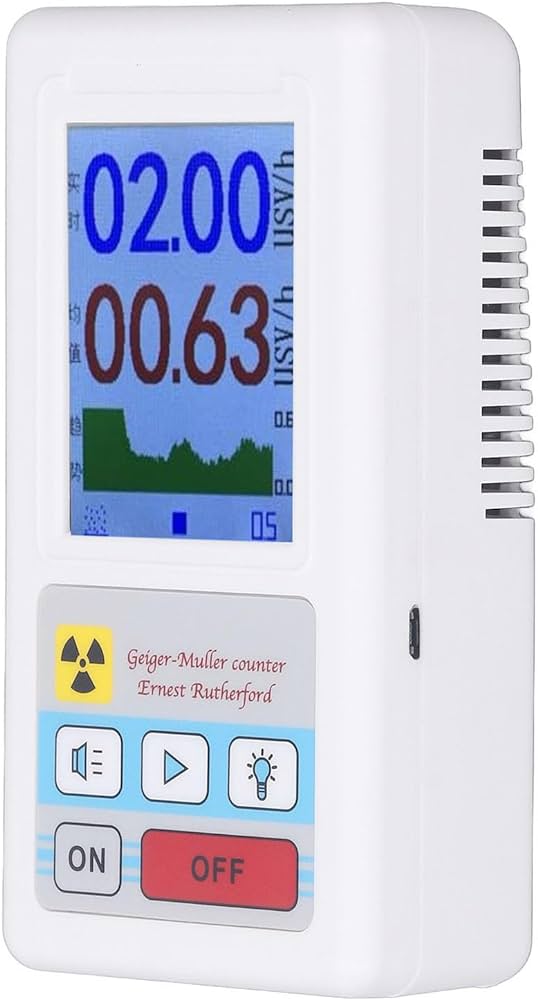 实时
02.00
usv/h
均值
00.63
usv/h
趋势
0.6
0.0
05
Geiger-Muller counter
Ernest Rutherford
ON
OFF